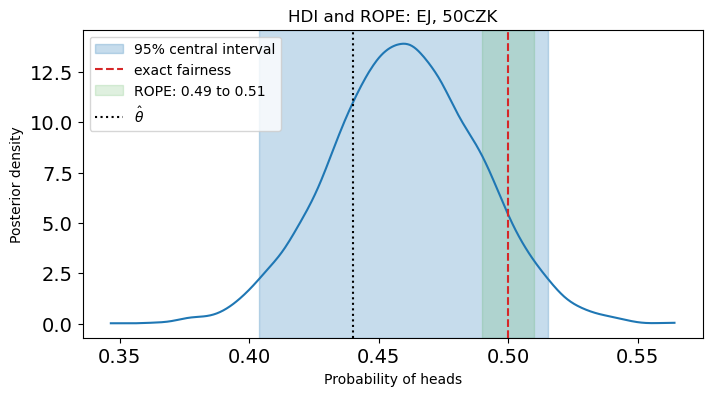 HDI and ROPE: EJ, 50CZK
95% central interval
exact fairness
ROPE: 0.49 to 0.51
θ̂
Posterior density
12.5
10.0
7.5
5.0
2.5
0.0
0.35 0.40 0.45 0.50 0.55
Probability of heads